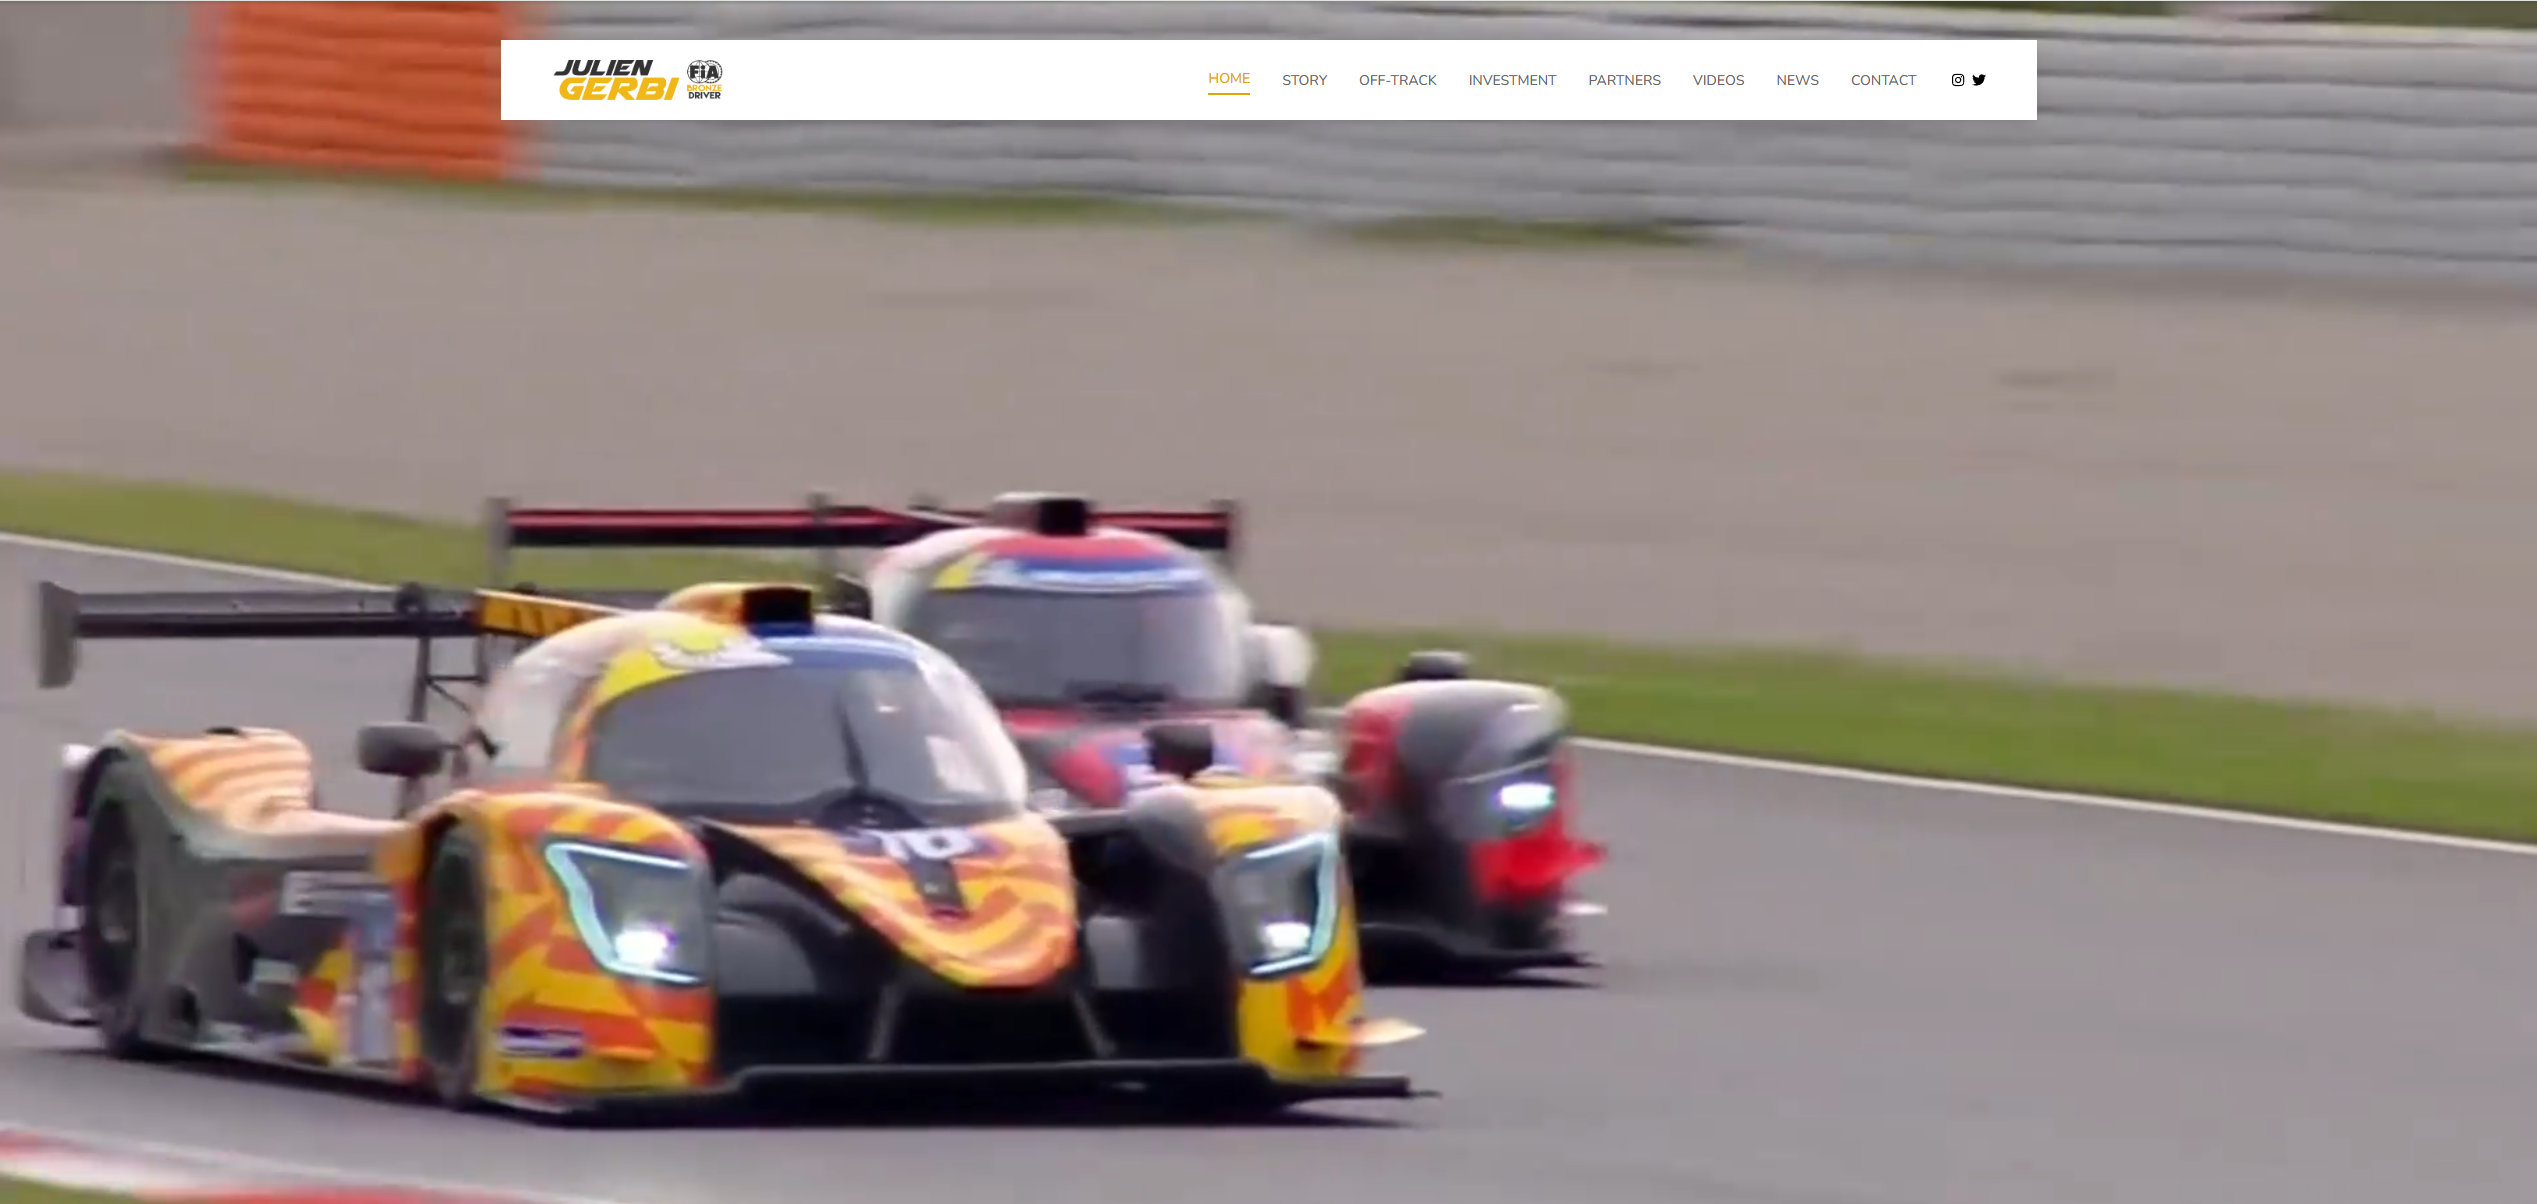 JULIEN
GERBI
FiA
BRONZE
DRIVER
HOME
STORY
OFF-TRACK
INVESTMENT
PARTNERS
VIDEOS
NEWS
CONTACT